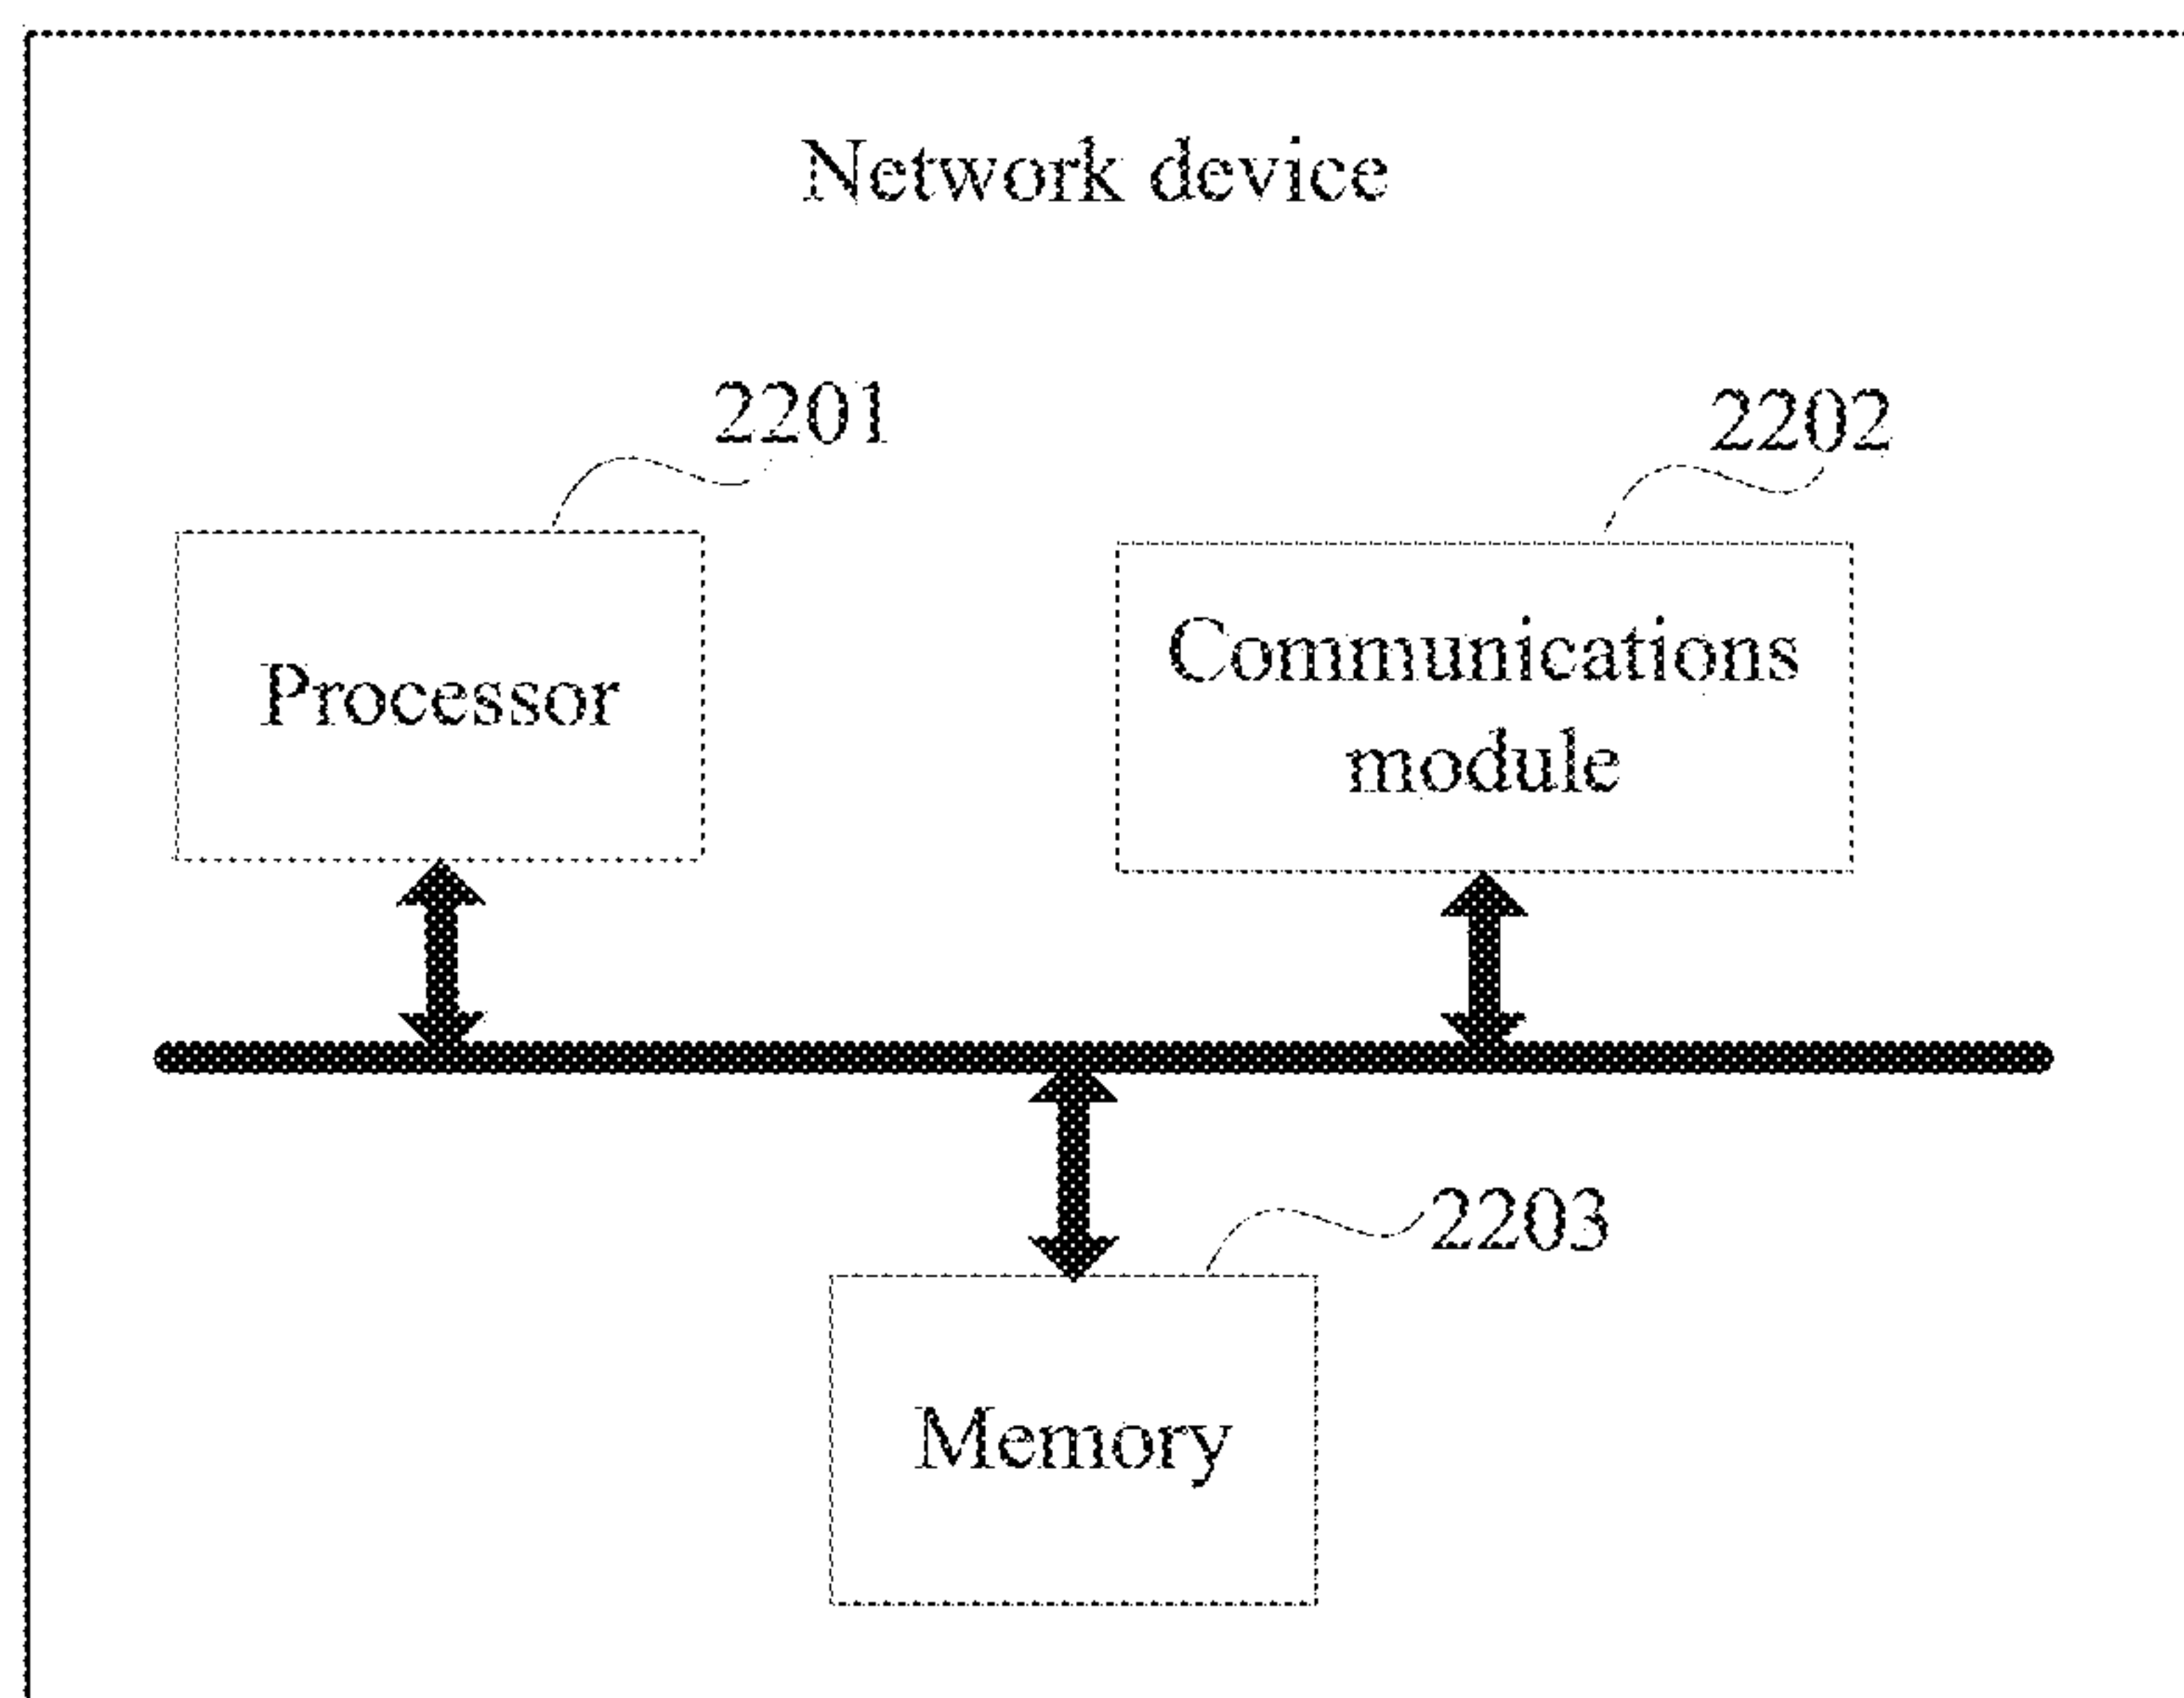 Network device
2201
2202
Processor
Communications
module
2203
Memory